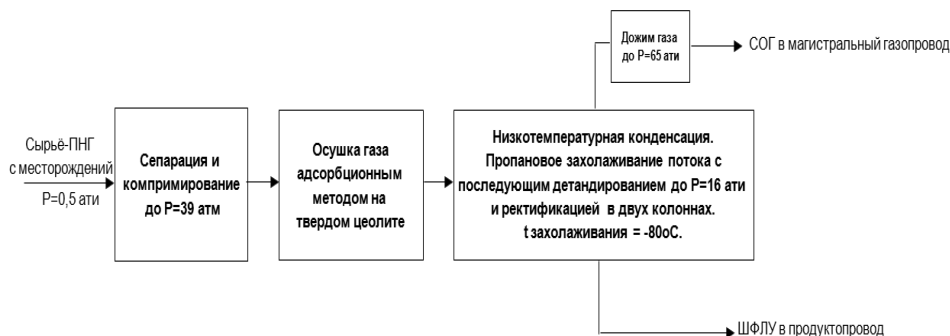 Дожим газа
до P=65 ати
СОГ в магистральный газопровод
Сырьё-ПНГ
с месторождений
P=0,5 ати
Сепарация и
компримирование
до P=39 атм
Осушка газа
адсорбционным
методом на
твердом цеолите
Низкотемпературная конденсация.
Пропановое захолаживание потока с
последующим детандированием до P=16 ати
и ректификацией в двух колоннах.
t захолаживания = -80оС.
ШФЛУ в продуктопровод